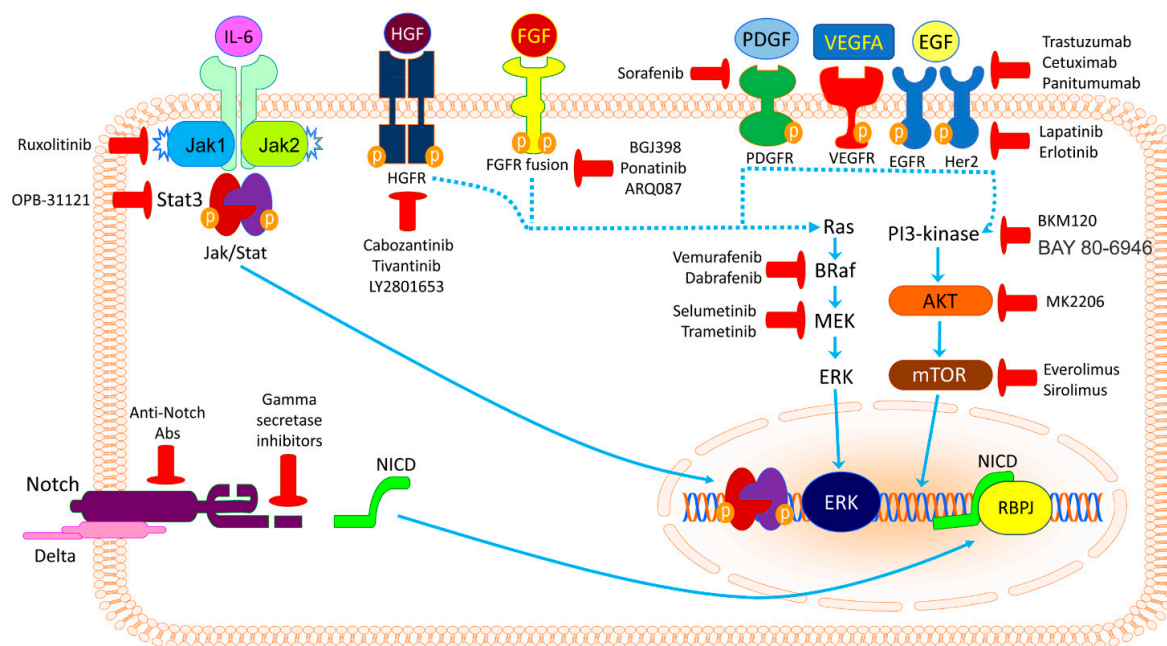 IL-6
HGF
FGF
PDGF
VEGFA
EGF
Trastuzumab
Cetuximab
Panitumumab
Sorafenib
Ruxolitinib
Jak1
Jak2
p
p
p
p
p
p
p
p
PDGFR
VEGFR
EGFR
Her2
Lapatinib
Erlotinib
HGFR
FGFR fusion
BGJ398
Ponatinib
ARQ087
OPB-31121
Stat3
p
p
Jak/Stat
Cabozantinib
Tivantinib
LY2801653
Ras
PI3-kinase
BKM120
BAY 80-6946
Vemurafenib
Dabrafenib
BRaf
AKT
MK2206
Selumetinib
Trametinib
MEK
ERK
mTOR
Everolimus
Sirolimus
Anti-Notch
Abs
Gamma
secretase
inhibitors
NICD
Notch
Delta
NICD
ERK
RBPJ
p
p